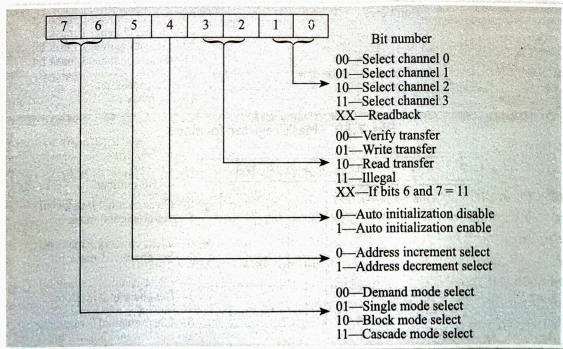 7 6 5 4 3 2 1 0
Bit number
00—Select channel 0
01—Select channel 1
10—Select channel 2
11—Select channel 3
XX—Readback
00—Verify transfer
01—Write transfer
10—Read transfer
11—Illegal
XX—If bits 6 and 7 = 11
0—Auto initialization disable
1—Auto initialization enable
0—Address increment select
1—Address decrement select
00—Demand mode select
01—Single mode select
10—Block mode select
11—Cascade mode select